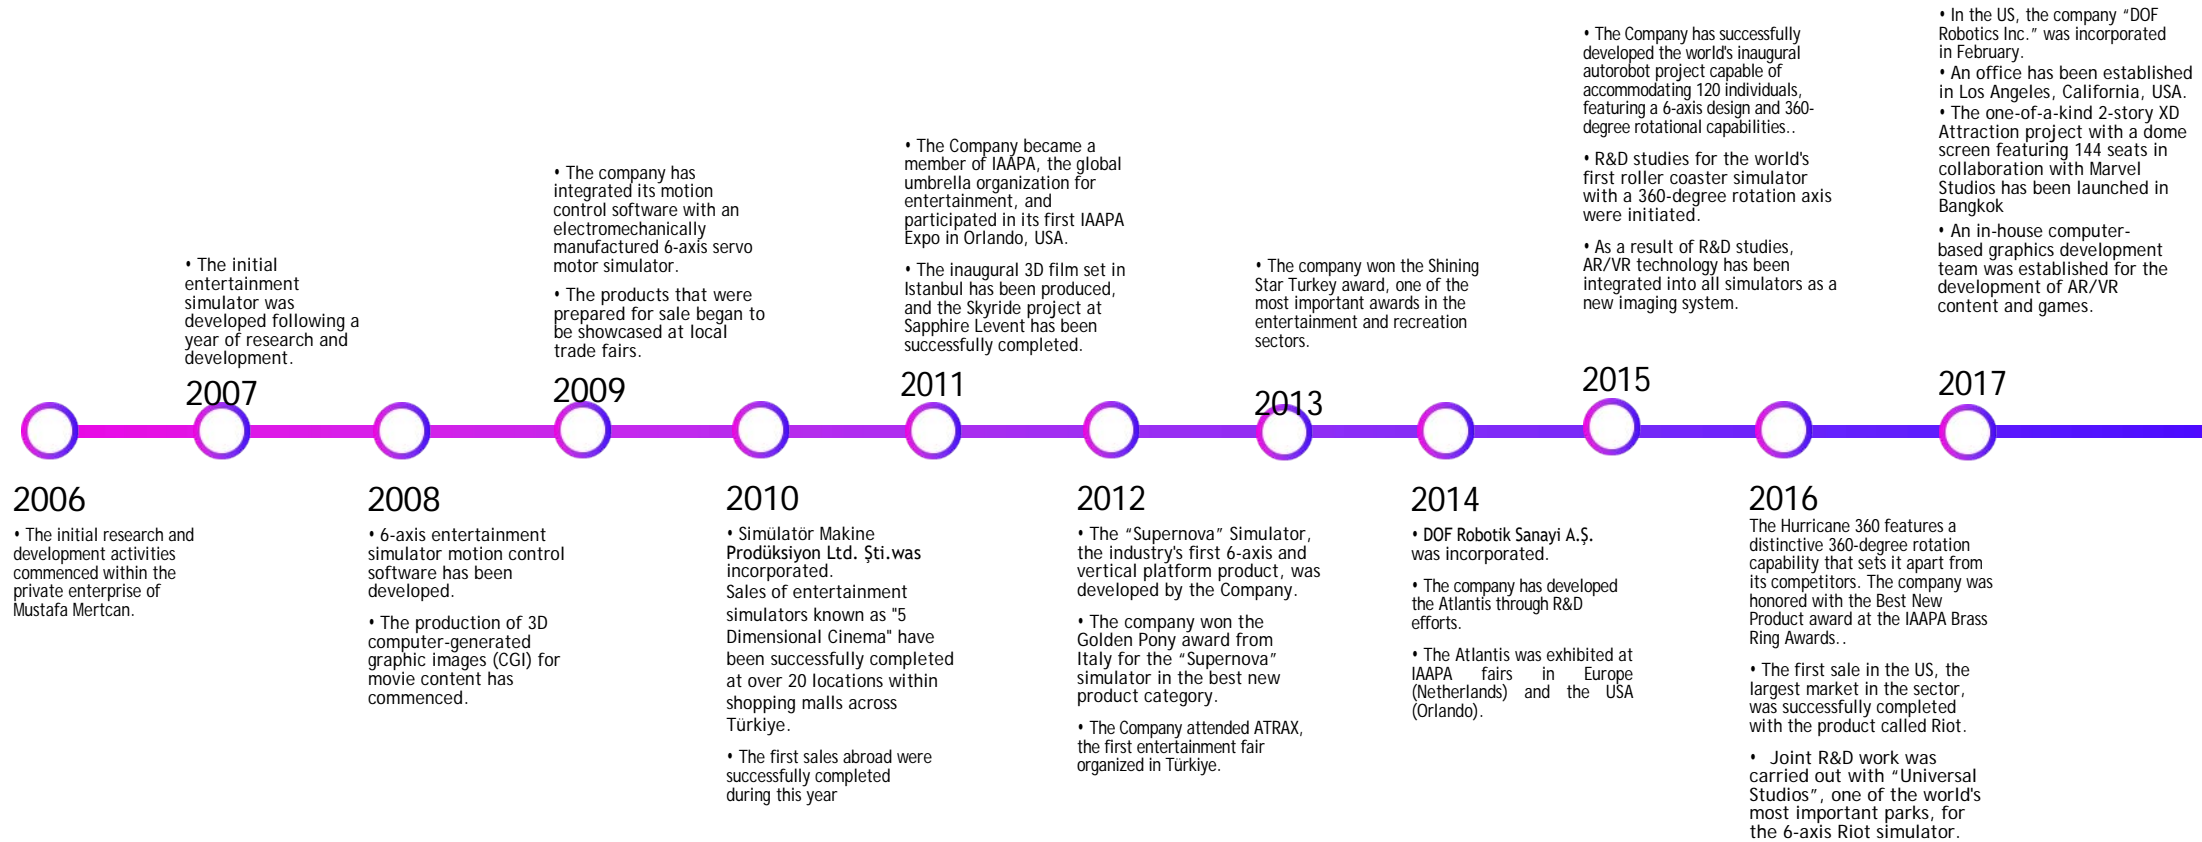 2006
• The initial research and
development activities
commenced within the
private enterprise of
Mustafa Mertcan.
• The initial
entertainment
simulator was
developed following a
year of research and
development.
2007
2008
• 6-axis entertainment
simulator motion control
software has been
developed.
• The production of 3D
computer-generated
graphic images (CGI) for
movie content has
commenced.
• The company has
integrated its motion
control software with an
electromechanically
manufactured 6-axis servo
motor simulator.
• The products that were
prepared for sale began to
be showcased at local
trade fairs.
2009
2010
• Simülatör Makine
Prodüksiyon Ltd. Şti.was
incorporated.
Sales of entertainment
simulators known as "5
Dimensional Cinema" have
been successfully completed
at over 20 locations within
shopping malls across
Türkiye.
• The first sales abroad were
successfully completed
during this year
• The Company became a
member of IAAPA, the global
umbrella organization for
entertainment, and
participated in its first IAAPA
Expo in Orlando, USA.
• The inaugural 3D film set in
Istanbul has been produced,
and the Skyride project at
Sapphire Levent has been
successfully completed.
2011
2012
• The “Supernova” Simulator,
the industry's first 6-axis and
vertical platform product, was
developed by the Company.
• The company won the
Golden Pony award from
Italy for the “Supernova”
simulator in the best new
product category.
• The Company attended ATRAX,
the first entertainment fair
organized in Türkiye.
• The company won the Shining
Star Turkey award, one of the
most important awards in the
entertainment and recreation
sectors.
2013
2014
• DOF Robotik Sanayi A.Ş.
was incorporated.
• The company has developed
the Atlantis through R&D
efforts.
• The Atlantis was exhibited at
IAAPA fairs in Europe
(Netherlands) and the USA
(Orlando).
• The Company has successfully
developed the world's inaugural
autorobot project capable of
accommodating 120 individuals,
featuring a 6-axis design and 360-
degree rotational capabilities..
• R&D studies for the world's
first roller coaster simulator
with a 360-degree rotation axis
were initiated.
• As a result of R&D studies,
AR/VR technology has been
integrated into all simulators as a
new imaging system.
2015
2016
The Hurricane 360 features a
distinctive 360-degree rotation
capability that sets it apart from
its competitors. The company was
honored with the Best New
Product award at the IAAPA Brass
Ring Awards..
• The first sale in the US, the
largest market in the sector,
was successfully completed
with the product called Riot.
• Joint R&D work was
carried out with “Universal
Studios”, one of the world's
most important parks, for
the 6-axis Riot simulator.
• In the US, the company “DOF
Robotics Inc.” was incorporated
in February.
• An office has been established
in Los Angeles, California, USA.
• The one-of-a-kind 2-story XD
Attraction project with a dome
screen featuring 144 seats in
collaboration with Marvel
Studios has been launched in
Bangkok
• An in-house computer-
based graphics development
team was established for the
development of AR/VR
content and games.
2017